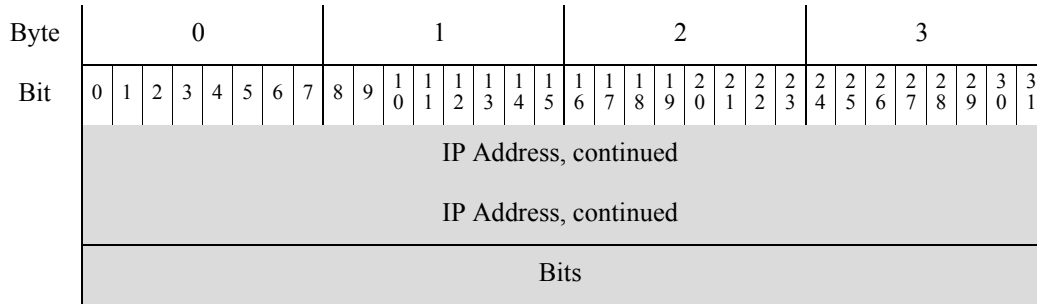 Byte 0 1 2 3
Bit 0 1 2 3 4 5 6 7 8 9 10 11 12 13 14 15 16 17 18 19 20 21 22 23 24 25 26 27 28 29 30 31
IP Address, continued
IP Address, continued
Bits